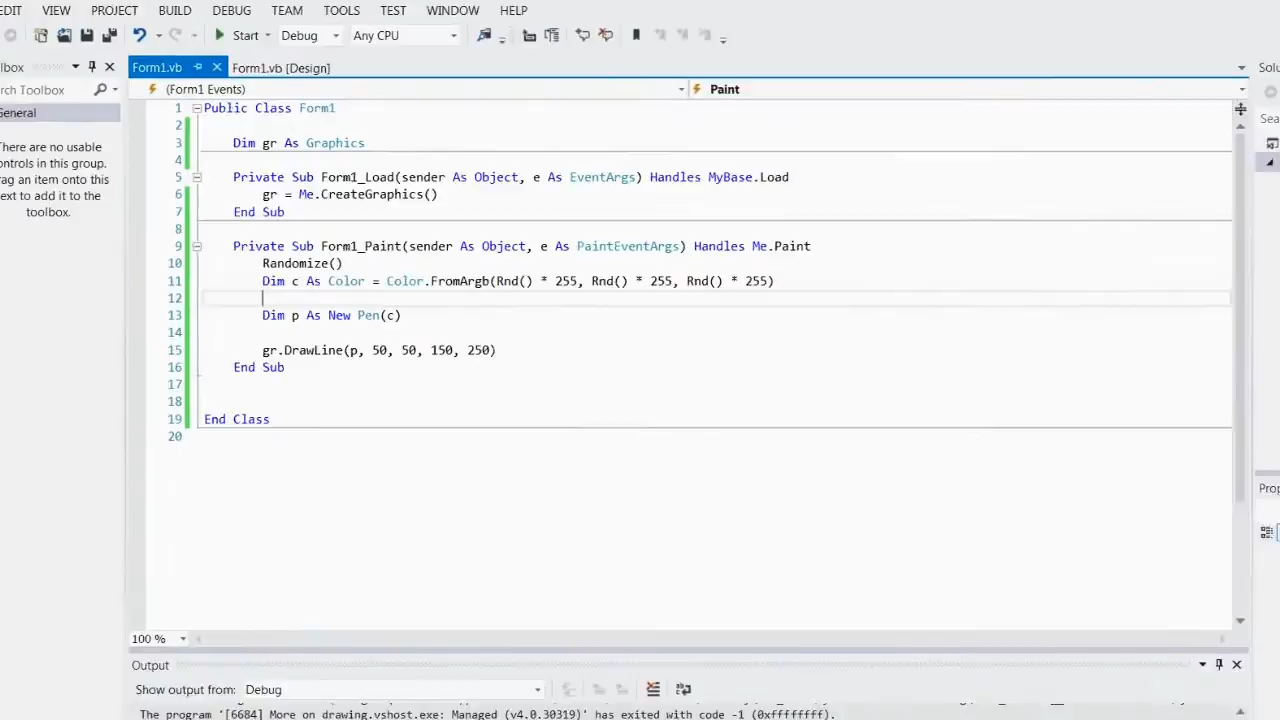 EDIT VIEW PROJECT BUILD DEBUG TEAM TOOLS TEST WINDOW HELP
Start Debug Any CPU
lbox Form1.vb Form1.vb [Design] Solu
rch Toolbox (Form1 Events) Paint
General
There are no usable
controls in this group.
rag an item onto this
ext to add it to the
toolbox.
Sea
1 Public Class Form1
2
3 Dim gr As Graphics
4
5 Private Sub Form1_Load(sender As Object, e As EventArgs) Handles MyBase.Load
6 gr = Me.CreateGraphics()
7 End Sub
8
9 Private Sub Form1_Paint(sender As Object, e As PaintEventArgs) Handles Me.Paint
10 Randomize()
11 Dim c As Color = Color.FromArgb(Rnd() * 255, Rnd() * 255, Rnd() * 255)
12
13 Dim p As New Pen(c)
14
15 gr.DrawLine(p, 50, 50, 150, 250)
16 End Sub
17
18
19 End Class
20
Prop
100 %
Output
Show output from: Debug
The program '[6684] More on drawing.vshost.exe: Managed (v4.0.30319)' has exited with code -1 (0xffffffff).